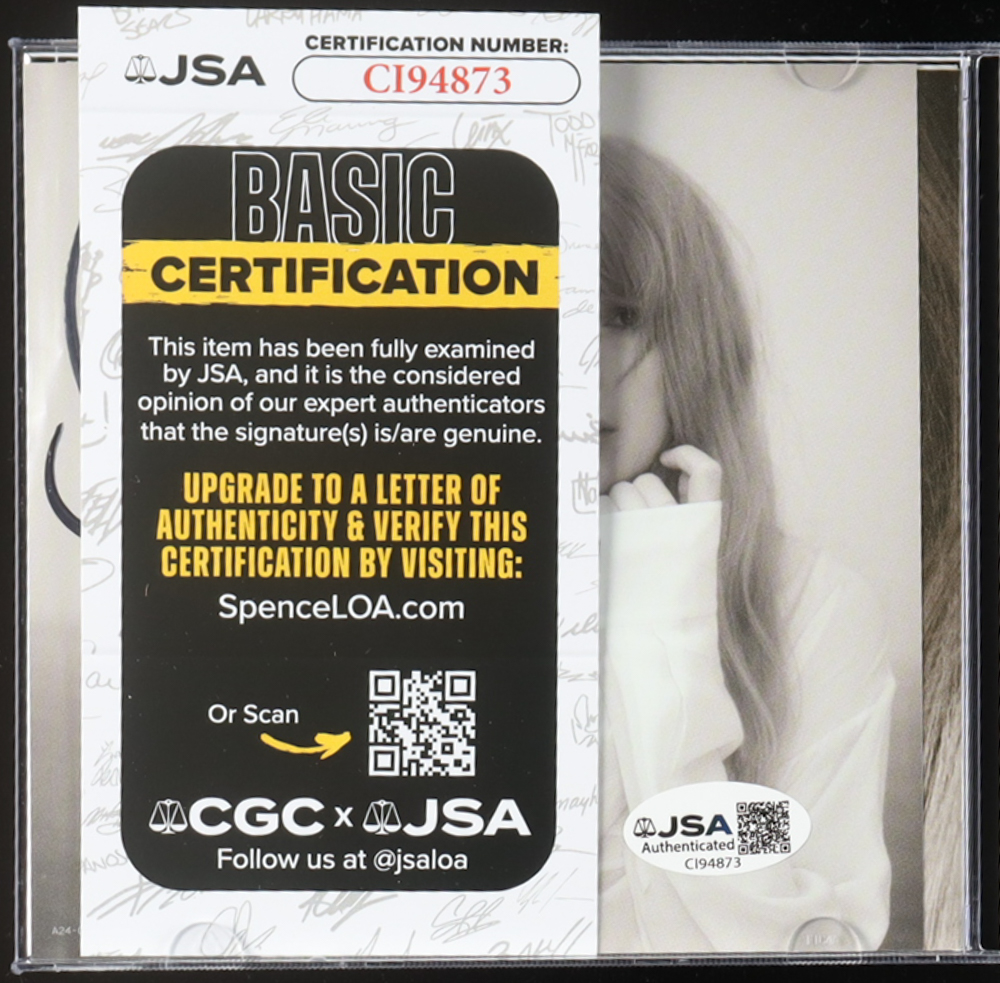 JSA
CERTIFICATION NUMBER:
CI94873
BASIC
CERTIFICATION
This item has been fully examined
by JSA, and it is the considered
opinion of our expert authenticators
that the signature(s) is/are genuine.
UPGRADE TO A LETTER OF
AUTHENTICITY & VERIFY THIS
CERTIFICATION BY VISITING:
SpenceLOA.com
Or Scan
CGC x JSA
Follow us at @jsaloa
JSA
Authenticated
CI94873